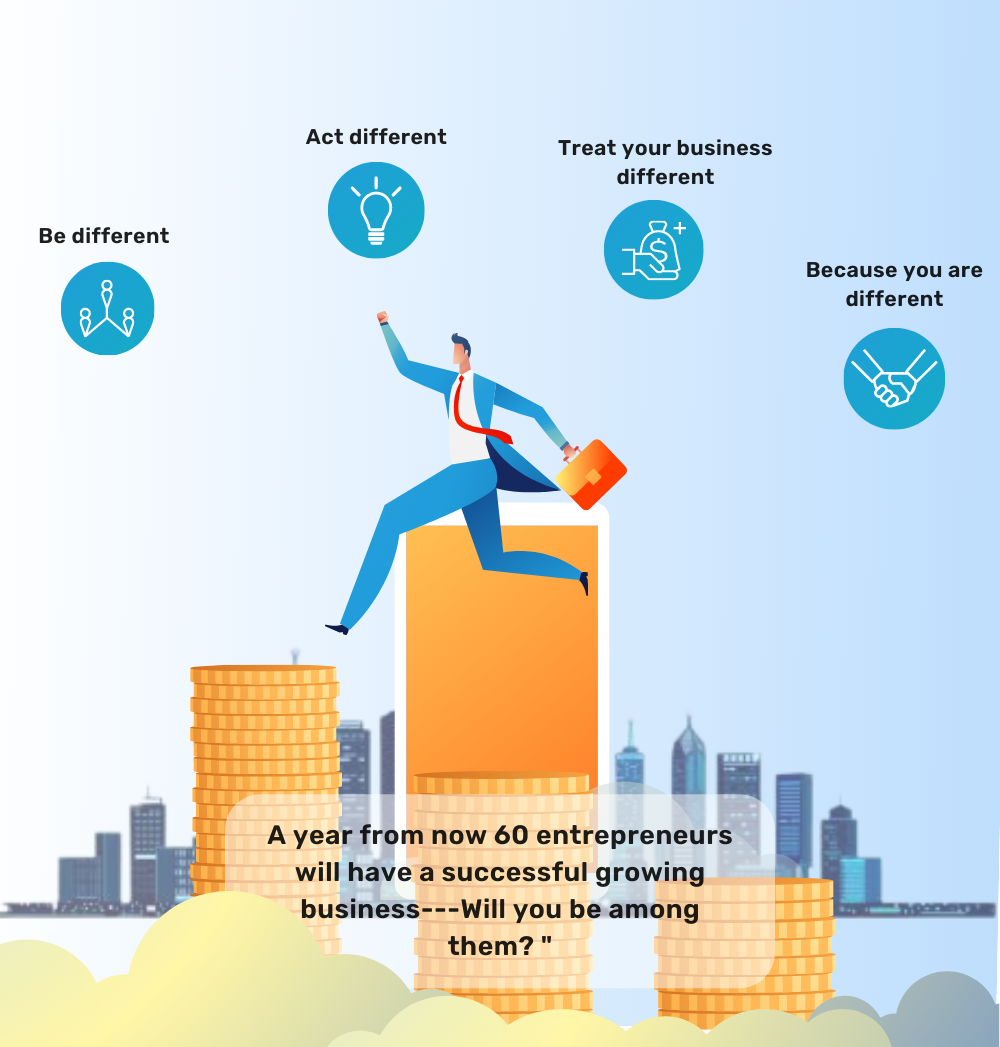 Act different
Treat your business
different
Be different
Because you are
different
A year from now 60 entrepreneurs
will have a successful growing
business---Will you be among
them? "